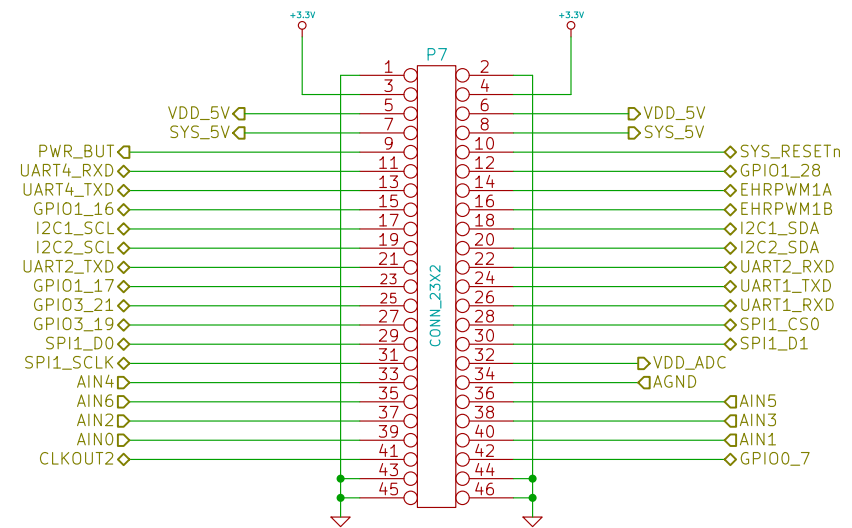 +3.3V +3.3V
P7
1 2
3 4
VDD_5V 5 6 VDD_5V
SYS_5V 7 8 SYS_5V
PWR_BUT 9 10 SYS_RESETn
UART4_RXD 11 12 GPIO1_28
UART4_TXD 13 14 EHRPWM1A
GPIO1_16 15 16 EHRPWM1B
I2C1_SCL 17 18 I2C1_SDA
I2C2_SCL 19 20 I2C2_SDA
UART2_TXD 21 22 UART2_RXD
GPIO1_17 23 24 UART1_TXD
GPIO3_21 25 26 UART1_RXD
GPIO3_19 27 28 SPI1_CS0
SPI1_D0 29 30 SPI1_D1
SPI1_SCLK 31 32 VDD_ADC
AIN4 33 34 AGND
AIN6 35 36 AIN5
AIN2 37 38 AIN3
AIN0 39 40 AIN1
CLKOUT2 41 42 GPIO0_7
43 44
45 46
CONN_23X2